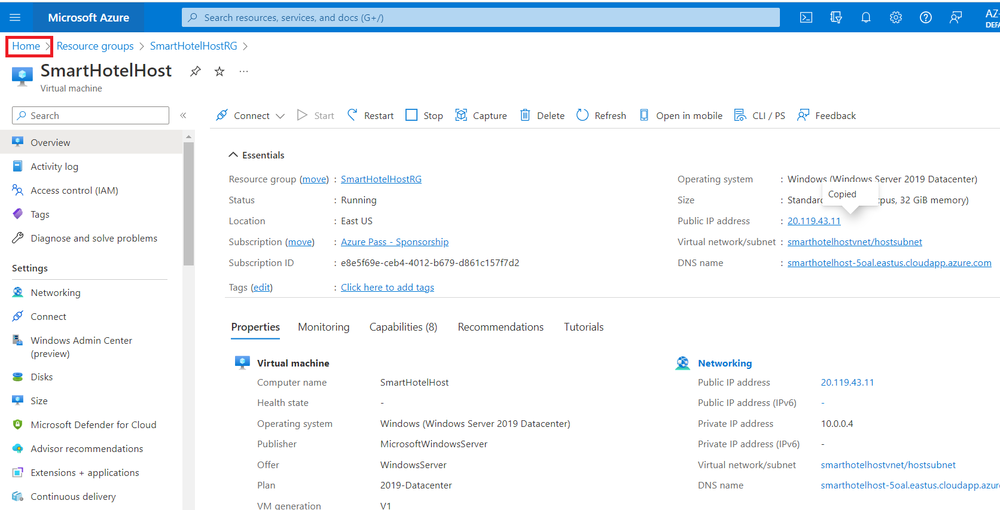 Microsoft Azure
Search resources, services, and docs (G+/)
AZ-
DEFA
Home > Resource groups > SmartHotelHostRG >
SmartHotelHost
...
Virtual machine
Search
«
Connect
Start
Restart
Stop
Capture
Delete
Refresh
Open in mobile
CLI / PS
Feedback
Overview
Activity log
Access control (IAM)
Tags
Diagnose and solve problems
Settings
Networking
Connect
Windows Admin Center
(preview)
Disks
Size
Microsoft Defender for Cloud
Advisor recommendations
Extensions + applications
Continuous delivery
Essentials
Resource group (move) : SmartHotelHostRG
Status : Running
Location : East US
Subscription (move) : Azure Pass - Sponsorship
Subscription ID : e8e5f69e-ceb4-4012-b679-d861c157f7d2
Tags (edit) : Click here to add tags
Operating system : Windows (Windows Server 2019 Datacenter)
Copied
Size : Standard cpus, 32 GiB memory)
Public IP address : 20.119.43.11
Virtual network/subnet : smarthotelhostvnet/hostsubnet
DNS name : smarthotelhost-5oal.eastus.cloudapp.azure.com
Properties
Monitoring
Capabilities (8)
Recommendations
Tutorials
Virtual machine
Computer name SmartHotelHost
Health state -
Operating system Windows (Windows Server 2019 Datacenter)
Publisher MicrosoftWindowsServer
Offer WindowsServer
Plan 2019-Datacenter
VM generation V1
Networking
Public IP address 20.119.43.11
Public IP address (IPv6) -
Private IP address 10.0.0.4
Private IP address (IPv6) -
Virtual network/subnet smarthotelhostvnet/hostsubnet
DNS name smarthotelhost-5oal.eastus.cloudapp.azur